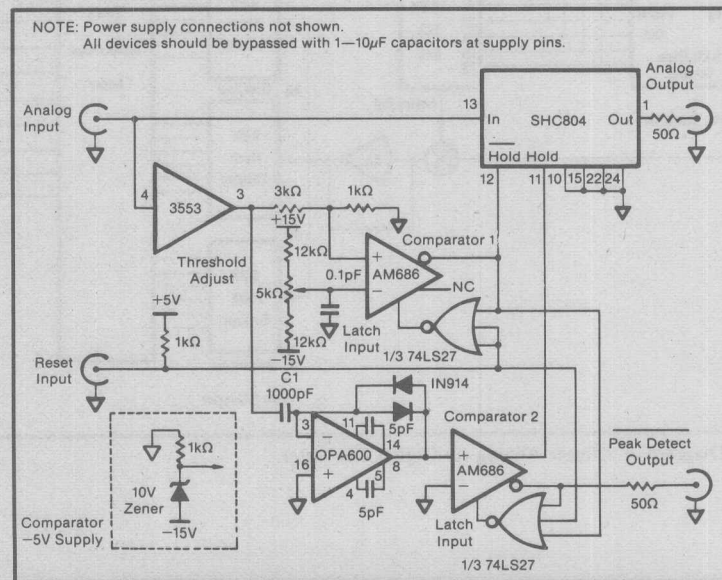 NOTE: Power supply connections not shown.
All devices should be bypassed with 1—10μF capacitors at supply pins.
Analog
Input
13
In
SHC804
Out
1
Analog
Output
50Ω
Hold Hold
12
11
10
15
22
24
4
3553
3
3kΩ
1kΩ
+15V
Threshold
Adjust
12kΩ
5kΩ
12kΩ
−15V
0.1pF
+
−
AM686
Comparator 1
NC
Latch
Input
1/3 74LS27
+5V
1kΩ
Reset
Input
C1
1000pF
IN914
5pF
3
−
11
14
OPA600
16
+
8
5
4
5pF
Comparator 2
−
AM686
+
Latch
Input
1/3 74LS27
Peak Detect
Output
50Ω
1kΩ
10V
Zener
−15V
Comparator
−5V Supply